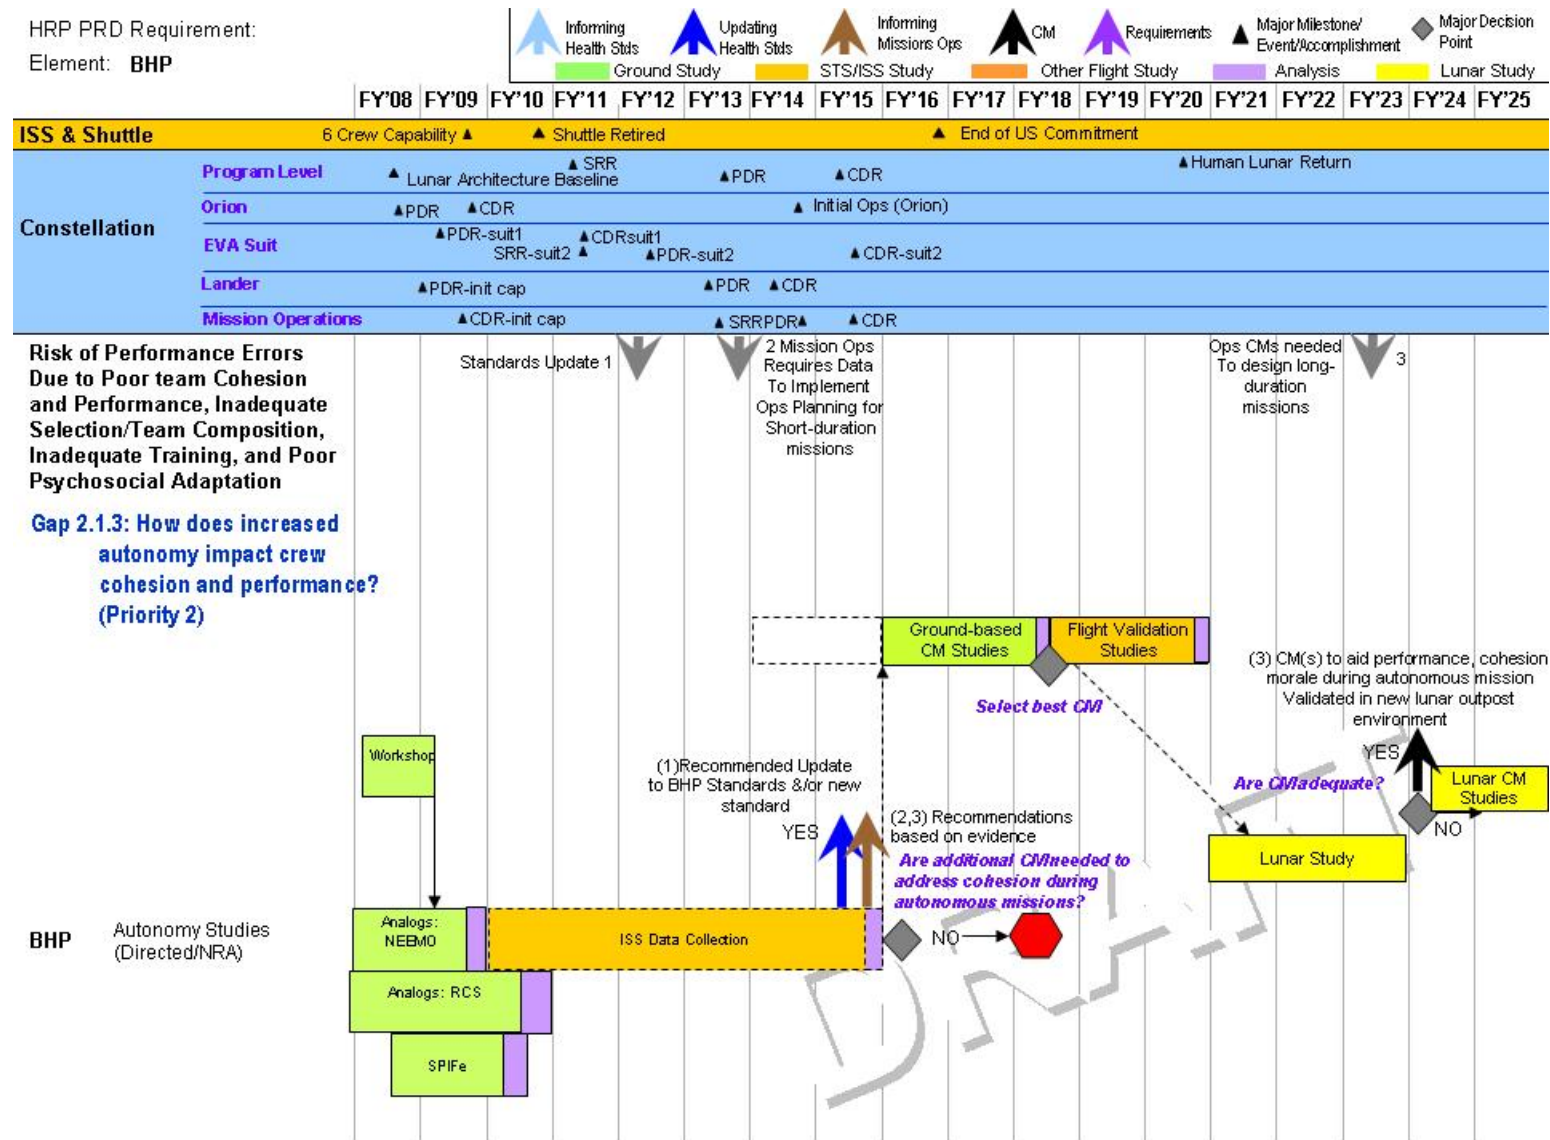 HRP PRD Requirement:
Element: BHP
Informing
Health Stds
Updating
Health Stds
Informing
Missions Ops
CM
Requirements
Major Milestone/
Event/Accomplishment
Major Decision
Point
Ground Study
STS/ISS Study
Other Flight Study
Analysis
Lunar Study
FY'08 FY'09 FY'10 FY'11 FY'12 FY'13 FY'14 FY'15 FY'16 FY'17 FY'18 FY'19 FY'20 FY'21 FY'22 FY'23 FY'24 FY'25
ISS & Shuttle
6 Crew Capability
Shuttle Retired
End of US Commitment
Constellation
Program Level
Lunar Architecture Baseline
SRR
PDR
CDR
Human Lunar Return
Orion
PDR
CDR
Initial Ops (Orion)
EVA Suit
PDR-suit1
CDRsuit1
SRR-suit2
PDR-suit2
CDR-suit2
Lander
PDR-init cap
PDR
CDR
Mission Operations
CDR-init cap
SRR
PDR
CDR
Risk of Performance Errors
Due to Poor team Cohesion
and Performance, Inadequate
Selection/Team Composition,
Inadequate Training, and Poor
Psychosocial Adaptation
Standards Update 1
2 Mission Ops
Requires Data
To Implement
Ops Planning for
Short-duration
missions
Ops CMs needed
To design long-
duration
missions
3
Gap 2.1.3: How does increased
autonomy impact crew
cohesion and performance?
(Priority 2)
Ground-based
CM Studies
Flight Validation
Studies
Select best CM
(3) CM(s) to aid performance, cohesion
morale during autonomous mission
Validated in new lunar outpost
environment
YES
Are CM adequate?
Lunar CM
Studies
NO
Lunar Study
Workshop
(1)Recommended Update
to BHP Standards &/or new
standard
YES
(2,3) Recommendations
based on evidence
Are additional CM needed to
address cohesion during
autonomous missions?
NO
BHP
Autonomy Studies
(Directed/NRA)
Analogs:
NEEMO
ISS Data Collection
Analogs: RCS
SPIFe
DRAFT